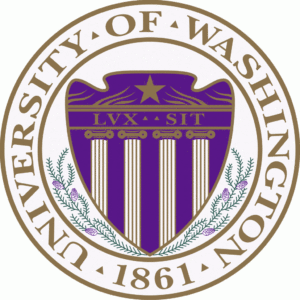 UNIVERSITY · OF · WASHINGTON
LVX · · SIT
· 1861 ·